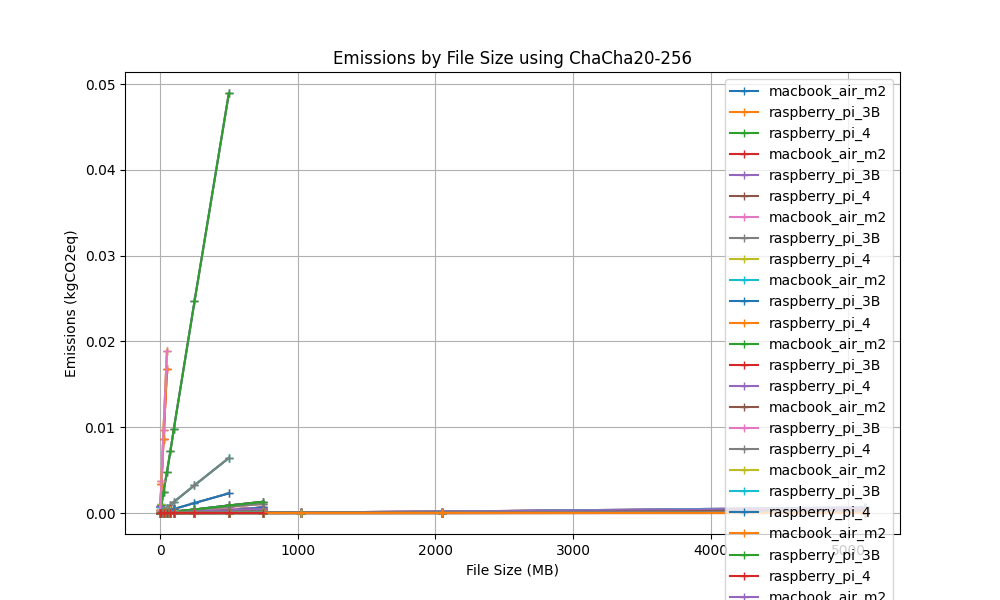 Emissions by File Size using ChaCha20-256
Emissions (kgCO2eq)
0.05
0.04
0.03
0.02
0.01
0.00
0
1000
2000
3000
4000
5000
File Size (MB)
macbook_air_m2
raspberry_pi_3B
raspberry_pi_4
macbook_air_m2
raspberry_pi_3B
raspberry_pi_4
macbook_air_m2
raspberry_pi_3B
raspberry_pi_4
macbook_air_m2
raspberry_pi_3B
raspberry_pi_4
macbook_air_m2
raspberry_pi_3B
raspberry_pi_4
macbook_air_m2
raspberry_pi_3B
raspberry_pi_4
macbook_air_m2
raspberry_pi_3B
raspberry_pi_4
macbook_air_m2
raspberry_pi_3B
raspberry_pi_4
macbook_air_m2